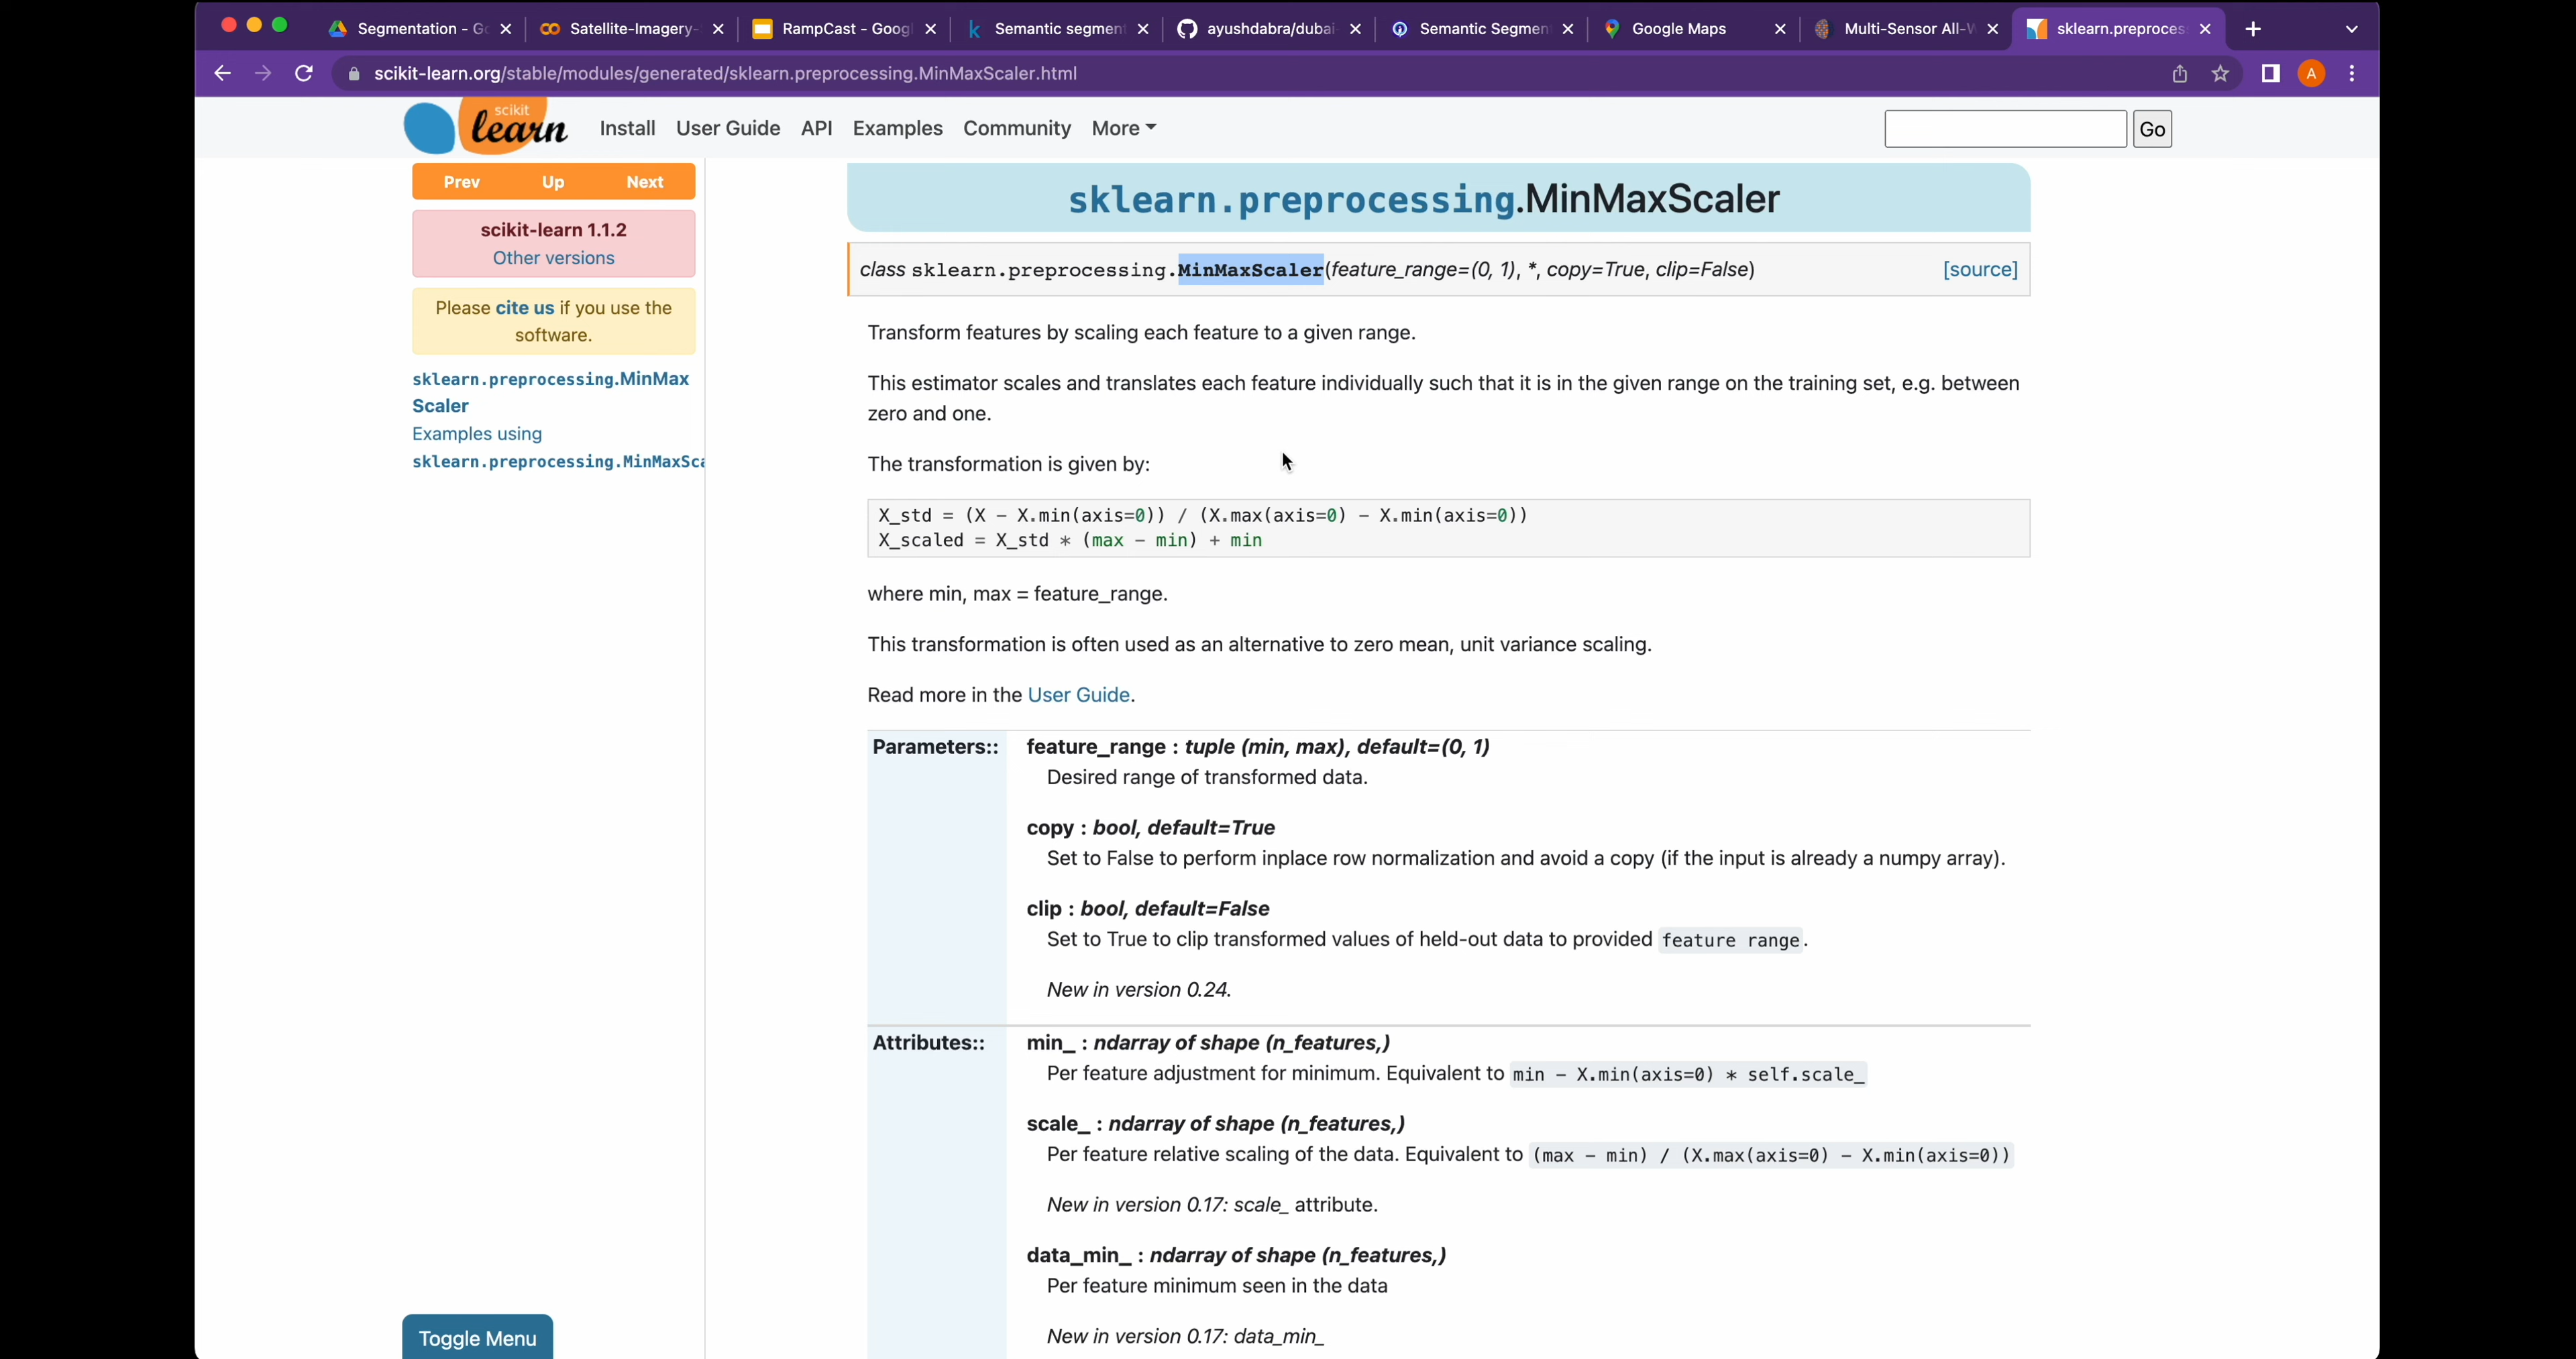 Segmentation - Go
Satellite-Imagery-
RampCast - Googl
Semantic segment
ayushdabra/dubai-
Semantic Segmen
Google Maps
Multi-Sensor All-W
sklearn.preproces
scikit-learn.org/stable/modules/generated/sklearn.preprocessing.MinMaxScaler.html
A
scikit
learn
Install User Guide API Examples Community More
Go
Prev Up Next
scikit-learn 1.1.2
Other versions
Please cite us if you use the
software.
sklearn.preprocessing.MinMax
Scaler
Examples using
sklearn.preprocessing.MinMaxSca
sklearn.preprocessing.MinMaxScaler
class sklearn.preprocessing.MinMaxScaler(feature_range=(0, 1), *, copy=True, clip=False) [source]
Transform features by scaling each feature to a given range.
This estimator scales and translates each feature individually such that it is in the given range on the training set, e.g. between
zero and one.
The transformation is given by:
X_std = (X - X.min(axis=0)) / (X.max(axis=0) - X.min(axis=0))
X_scaled = X_std * (max - min) + min
where min, max = feature_range.
This transformation is often used as an alternative to zero mean, unit variance scaling.
Read more in the User Guide.
Parameters:: feature_range : tuple (min, max), default=(0, 1)
Desired range of transformed data.
copy : bool, default=True
Set to False to perform inplace row normalization and avoid a copy (if the input is already a numpy array).
clip : bool, default=False
Set to True to clip transformed values of held-out data to provided feature range.
New in version 0.24.
Attributes:: min_ : ndarray of shape (n_features,)
Per feature adjustment for minimum. Equivalent to min - X.min(axis=0) * self.scale_
scale_ : ndarray of shape (n_features,)
Per feature relative scaling of the data. Equivalent to (max - min) / (X.max(axis=0) - X.min(axis=0))
New in version 0.17: scale_ attribute.
data_min_ : ndarray of shape (n_features,)
Per feature minimum seen in the data
New in version 0.17: data_min_
Toggle Menu